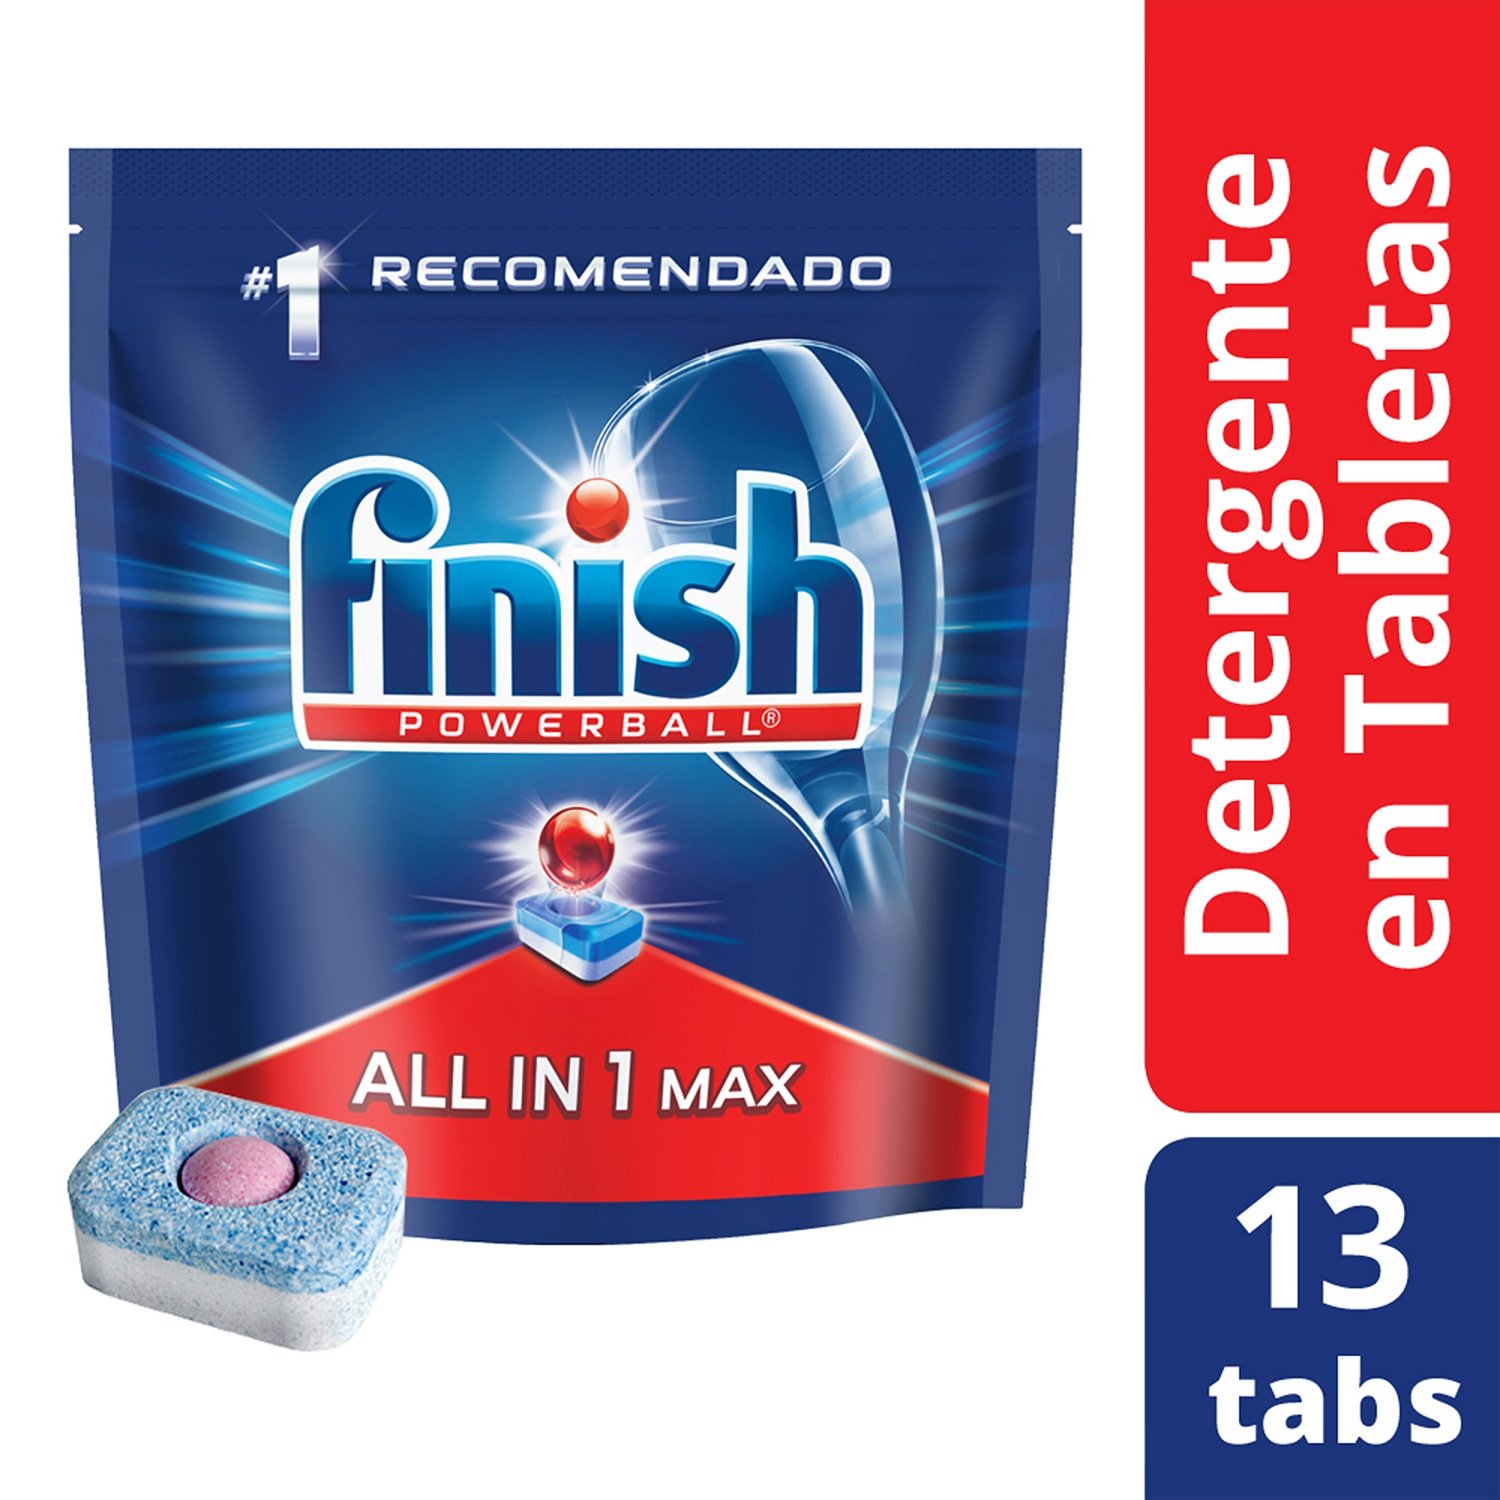 #1 RECOMENDADO
finish
POWERBALL®
ALL IN 1 MAX
Detergente
en Tabletas
13
tabs